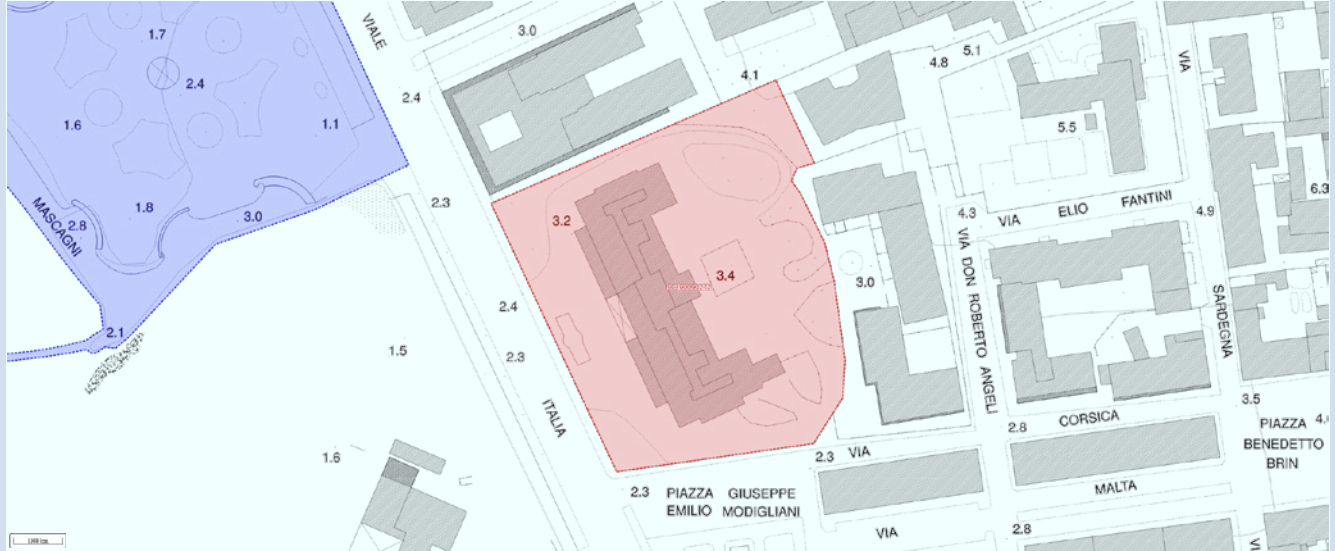 VIALE
3.0
1.7
2.4
1.6
1.1
2.4
4.1
4.8
5.1
VIA
5.5
MASCAGNI
2.8
1.8
3.0
2.3
3.2
4.3
VIA ELIO FANTINI
4.9
6.3
3.4
3.0
VIA DON ROBERTO ANGELI
SARDEGNA
2.1
2.4
1.5
2.3
ITALIA
1.6
2.3
VIA
2.8
CORSICA
3.5
4.
PIAZZA
BENEDETTO
BRIN
2.3
PIAZZA GIUSEPPE
EMILIO MODIGLIANI
MALTA
VIA
2.8
VI